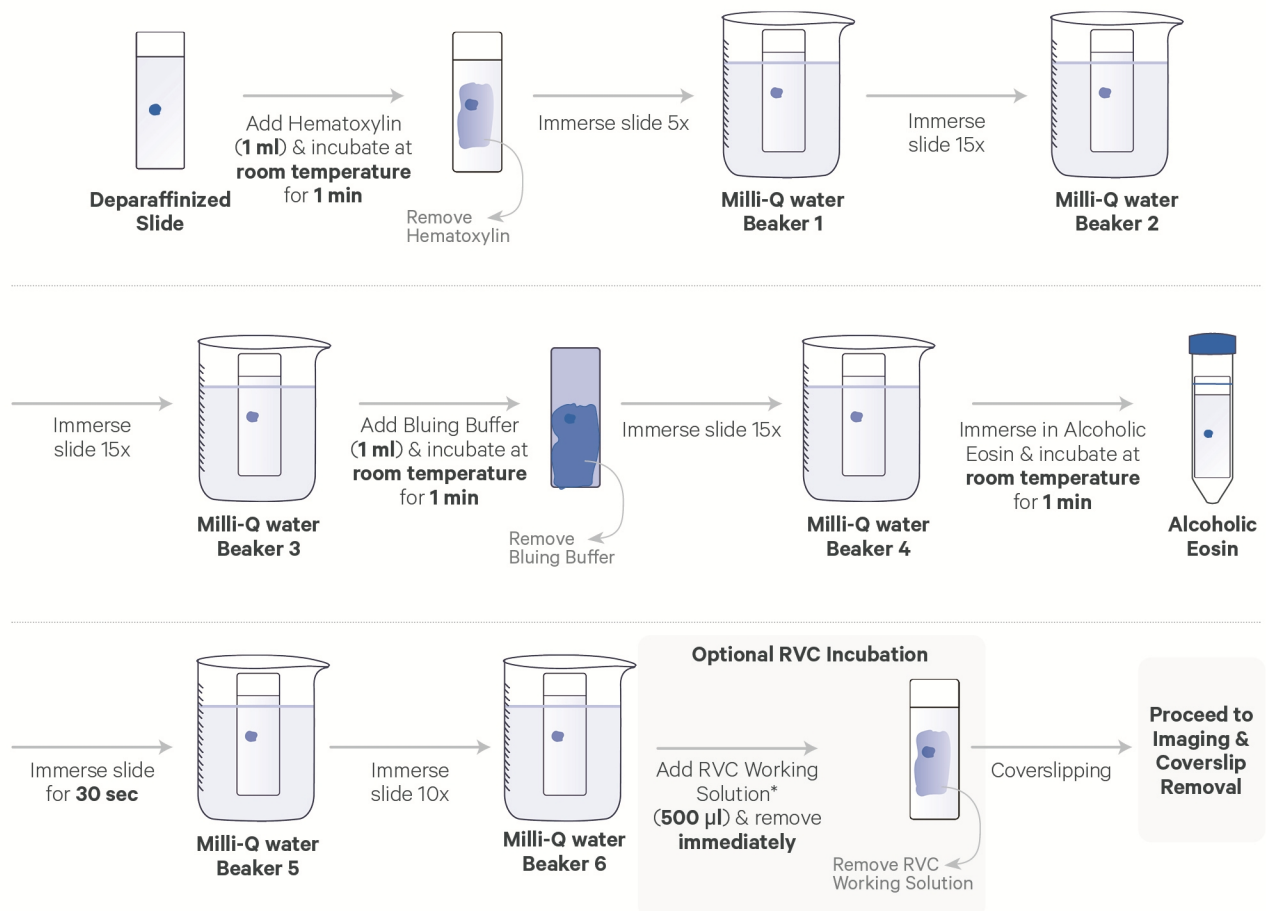 Add Hematoxylin
(1 ml) & incubate at
room temperature
for 1 min
Immerse slide 5x
Immerse
slide 15x
Deparaffinized
Slide
Remove
Hematoxylin
Milli-Q water
Beaker 1
Milli-Q water
Beaker 2
Immerse
slide 15x
Milli-Q water
Beaker 3
Add Bluing Buffer
(1 ml) & incubate at
room temperature
for 1 min
Remove
Bluing Buffer
Immerse slide 15x
Milli-Q water
Beaker 4
Immerse in Alcoholic
Eosin & incubate at
room temperature
for 1 min
Alcoholic
Eosin
Immerse slide
for 30 sec
Milli-Q water
Beaker 5
Immerse
slide 10x
Milli-Q water
Beaker 6
Optional RVC Incubation
Add RVC Working
Solution*
(500 µl) & remove
immediately
Remove RVC
Working Solution
Coverslipping
Proceed to
Imaging &
Coverslip
Removal